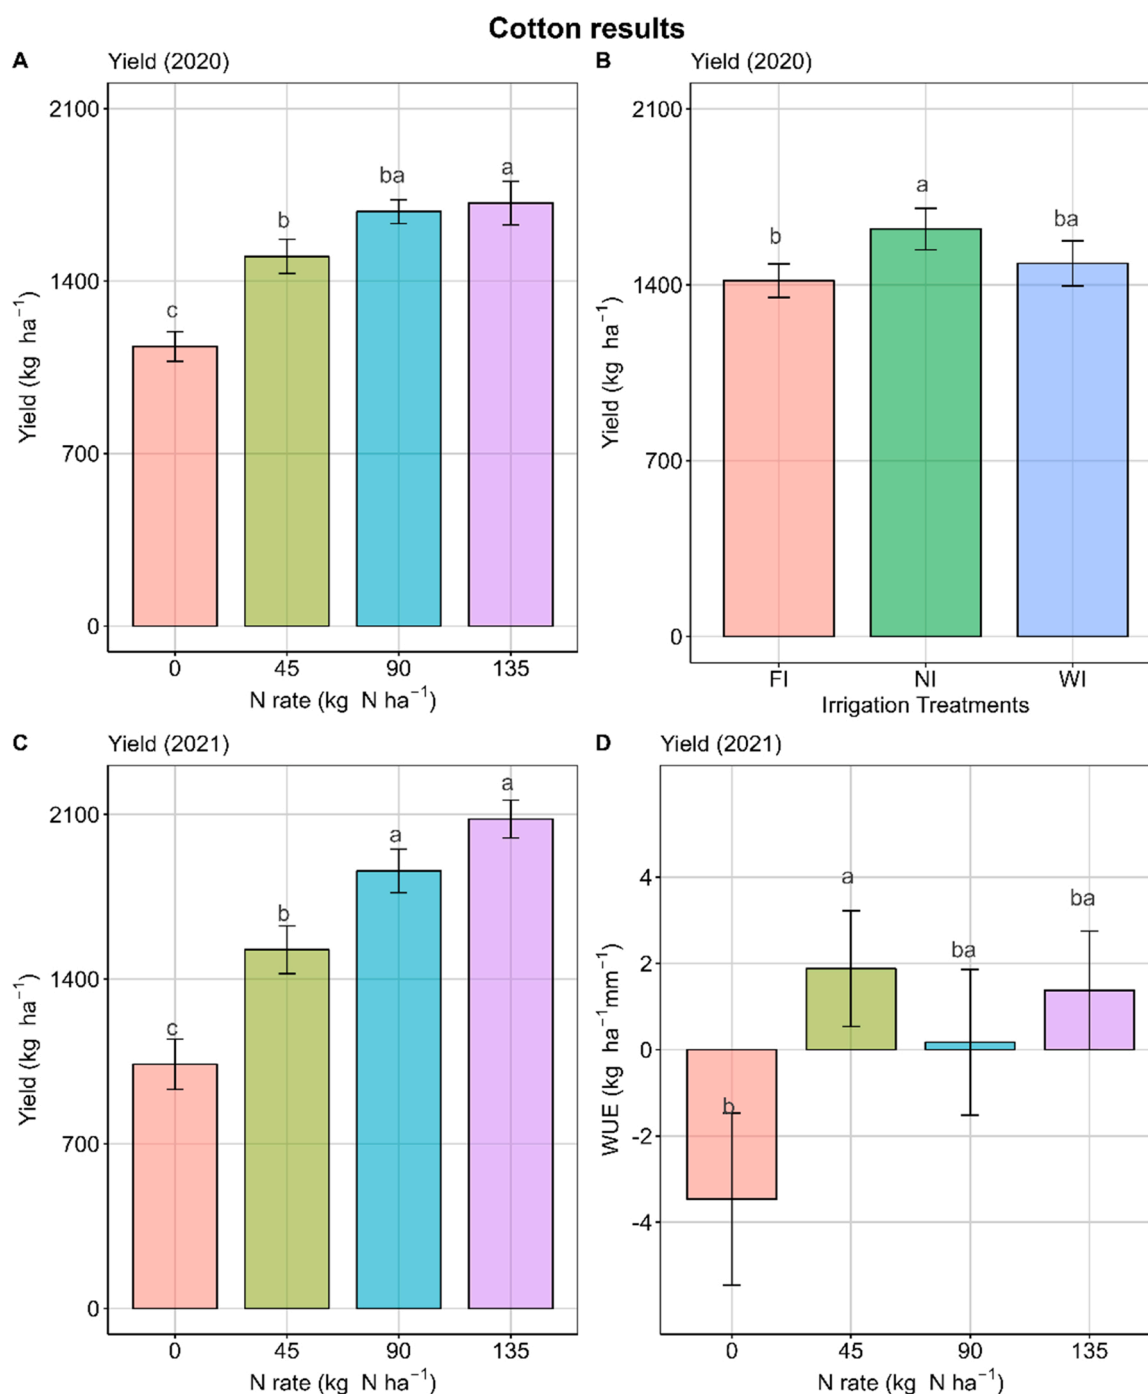 Cotton results
A Yield (2020)
2100
1400
700
0
Yield (kg ha⁻¹)
c
b
ba
a
0 45 90 135
N rate (kg N ha⁻¹)
B Yield (2020)
2100
1400
700
0
Yield (kg ha⁻¹)
b
a
ba
FI NI WI
Irrigation Treatments
C Yield (2021)
2100
1400
700
0
Yield (kg ha⁻¹)
c
b
a
a
0 45 90 135
N rate (kg N ha⁻¹)
D Yield (2021)
4
2
0
-2
-4
WUE (kg ha⁻¹mm⁻¹)
b
a
ba
ba
0 45 90 135
N rate (kg N ha⁻¹)